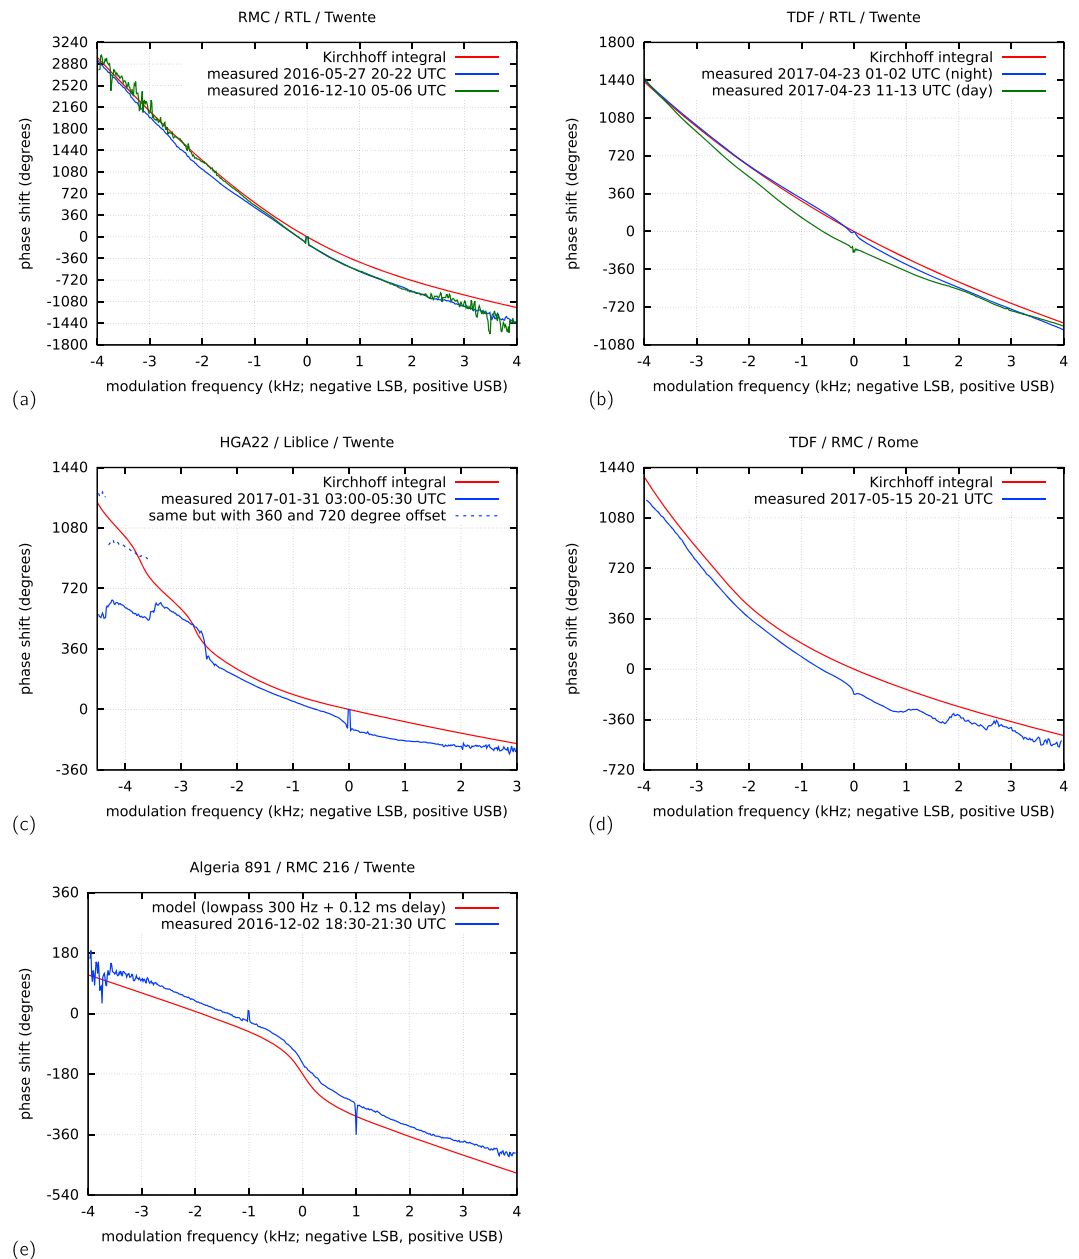 RMC / RTL / Twente
3240
2880
2520
2160
1800
1440
1080
720
360
0
-360
-720
-1080
-1440
-1800
phase shift (degrees)
Kirchhoff integral
measured 2016-05-27 20-22 UTC
measured 2016-12-10 05-06 UTC
-4 -3 -2 -1 0 1 2 3 4
modulation frequency (kHz; negative LSB, positive USB)
(a)
TDF / RTL / Twente
1800
1440
1080
720
360
0
-360
-720
-1080
phase shift (degrees)
Kirchhoff integral
measured 2017-04-23 01-02 UTC (night)
measured 2017-04-23 11-13 UTC (day)
-4 -3 -2 -1 0 1 2 3 4
modulation frequency (kHz; negative LSB, positive USB)
(b)
HGA22 / Liblice / Twente
1440
1080
720
360
0
-360
phase shift (degrees)
Kirchhoff integral
measured 2017-01-31 03:00-05:30 UTC
same but with 360 and 720 degree offset
-4 -3 -2 -1 0 1 2 3
modulation frequency (kHz; negative LSB, positive USB)
(c)
TDF / RMC / Rome
1440
1080
720
360
0
-360
-720
phase shift (degrees)
Kirchhoff integral
measured 2017-05-15 20-21 UTC
-4 -3 -2 -1 0 1 2 3 4
modulation frequency (kHz; negative LSB, positive USB)
(d)
Algeria 891 / RMC 216 / Twente
360
180
0
-180
-360
-540
phase shift (degrees)
model (lowpass 300 Hz + 0.12 ms delay)
measured 2016-12-02 18:30-21:30 UTC
-4 -3 -2 -1 0 1 2 3 4
modulation frequency (kHz; negative LSB, positive USB)
(e)